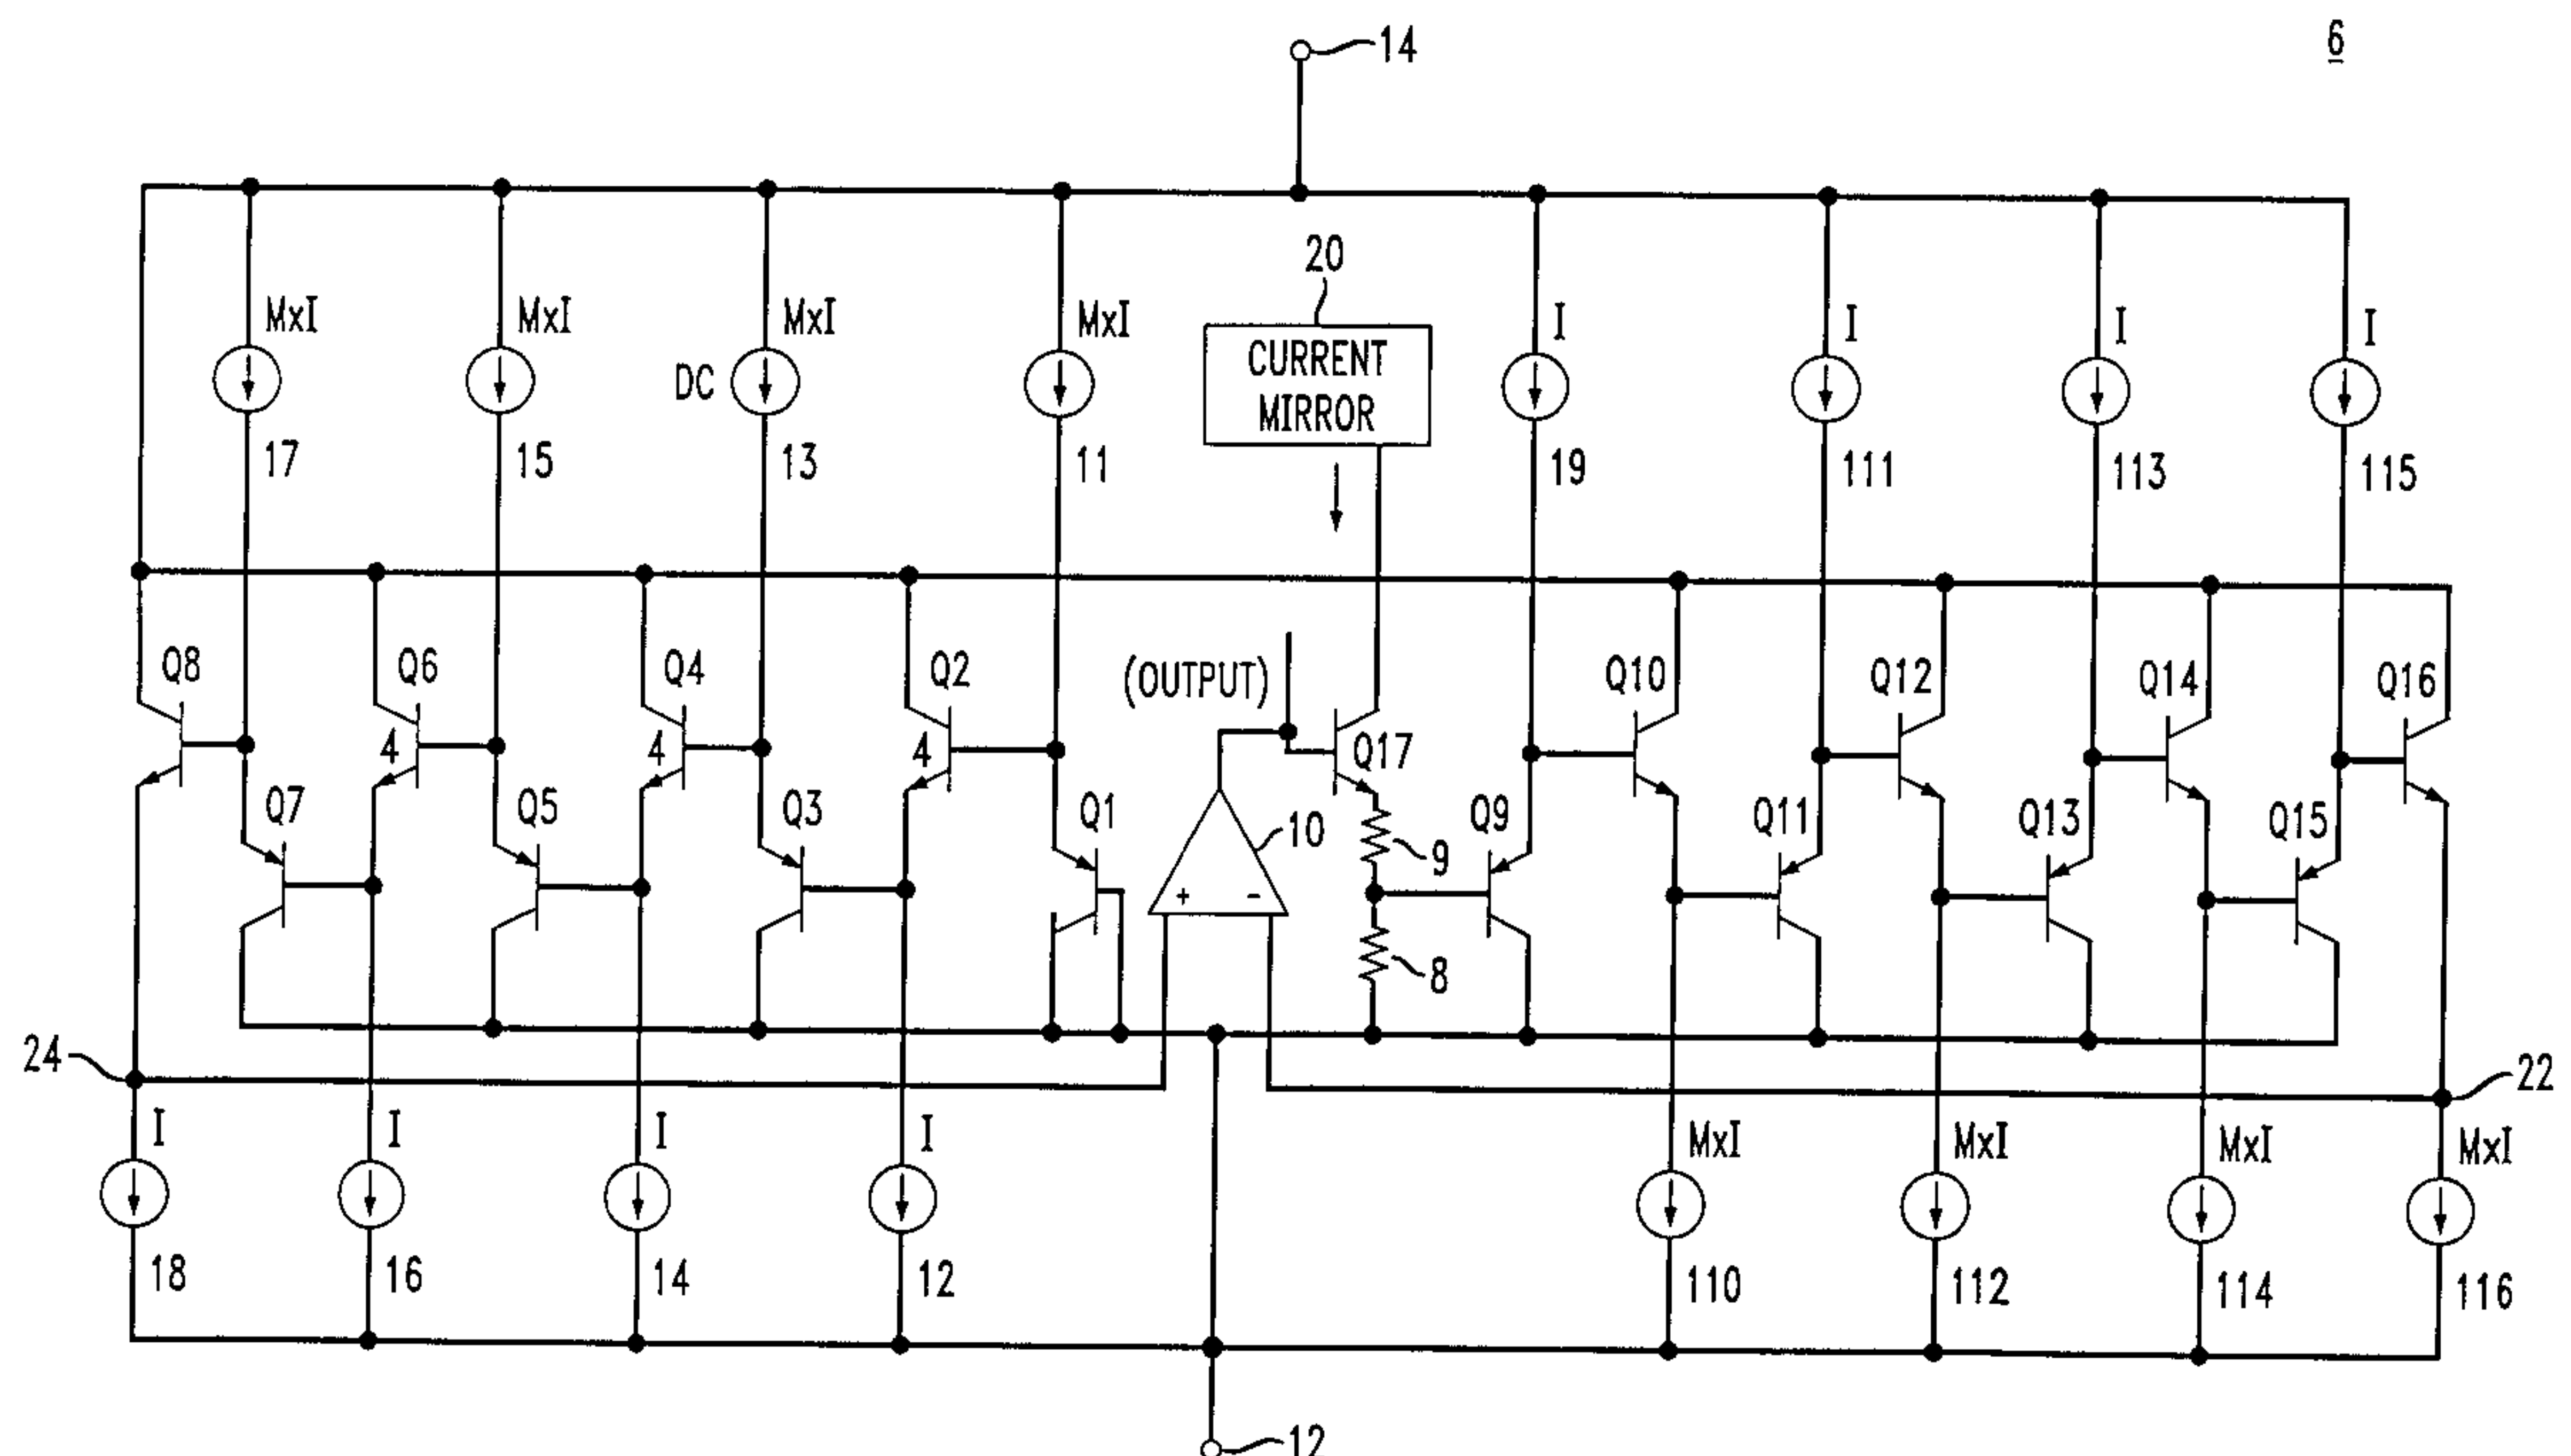 14
6
20
MxI
MxI
MxI
MxI
I
I
I
I
DC
CURRENT
MIRROR
17
15
13
11
19
111
113
115
Q8
Q6
Q4
Q2
(OUTPUT)
Q10
Q12
Q14
Q16
4
4
4
Q17
Q7
Q5
Q3
Q1
10
9
Q9
Q11
Q13
Q15
+
-
8
24
22
I
I
I
I
MxI
MxI
MxI
MxI
18
16
14
12
110
112
114
116
12